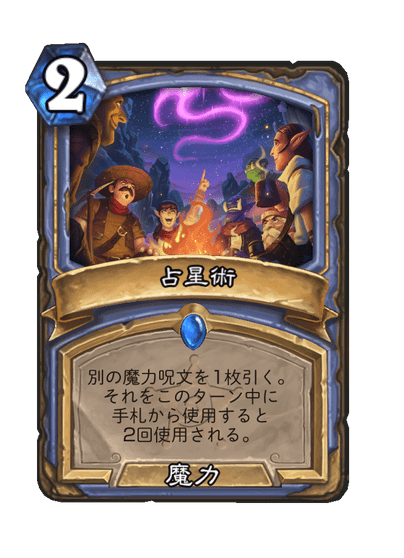 2
占星術
別の魔力呪文を1枚引く。
それをこのターン中に
手札から使用すると
2回使用される。
魔力